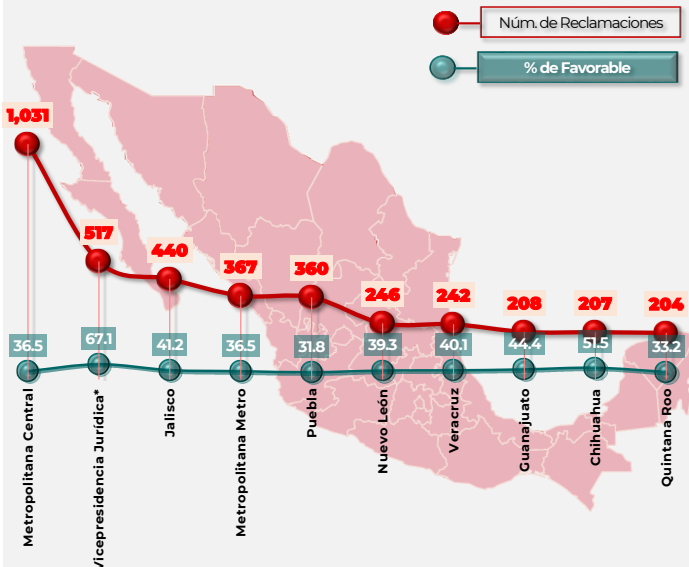 Núm. de Reclamaciones
% de Favorable
1,031
517
440
367
360
246
242
208
207
204
36.5
67.1
41.2
36.5
31.8
39.3
40.1
44.4
51.5
33.2
Metropolitana Central
Vicepresidencia Jurídica*
Jalisco
Metropolitana Metro
Puebla
Nuevo León
Veracruz
Guanajuato
Chihuahua
Quintana Roo